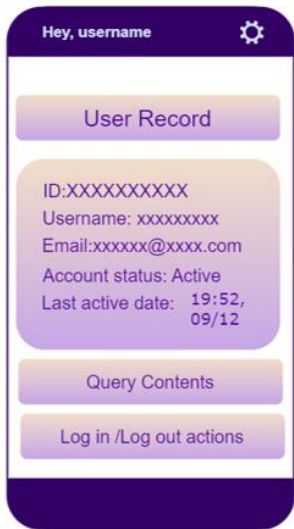 Hey, username
User Record
ID:XXXXXXXXXX
Username: xxxxxxxxx
Email:xxxxxx@xxxx.com
Account status: Active
Last active date: 19:52,
09/12
Query Contents
Log in /Log out actions